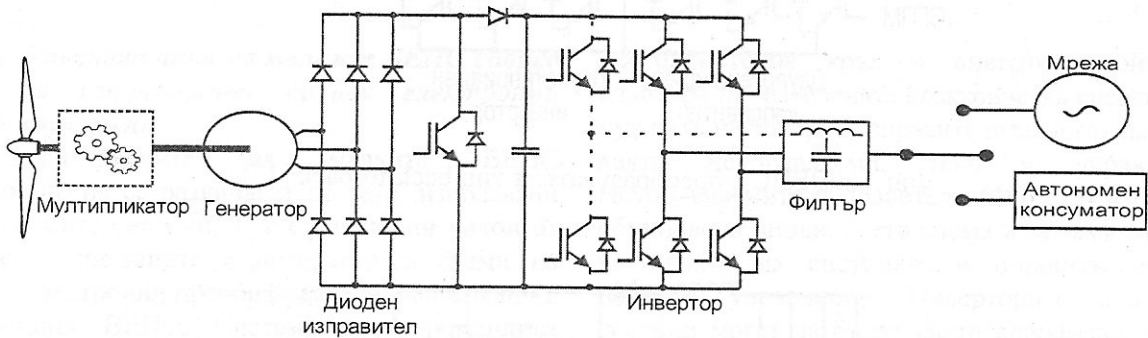 Мрежа
Автономен
консуматор
Мултипликатор
Генератор
Филтър
Диоден
изправител
Инвертор